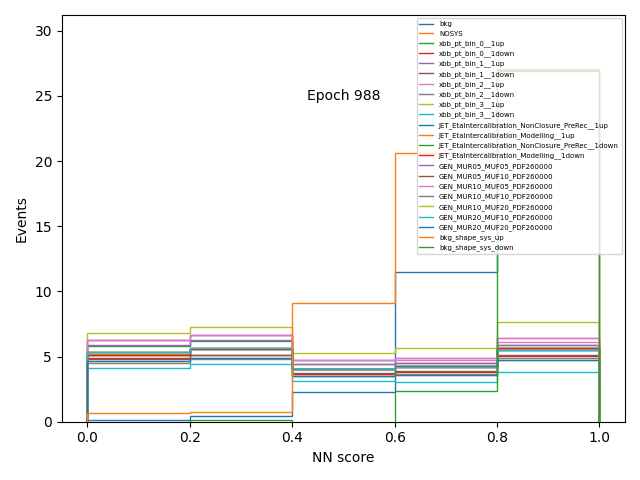 30
25
20
15
10
5
0
Events
0.0 0.2 0.4 0.6 0.8 1.0
NN score
Epoch 988
bkg
NOSYS
xbb_pt_bin_0__1up
xbb_pt_bin_0__1down
xbb_pt_bin_1__1up
xbb_pt_bin_1__1down
xbb_pt_bin_2__1up
xbb_pt_bin_2__1down
xbb_pt_bin_3__1up
xbb_pt_bin_3__1down
JET_EtaIntercalibration_NonClosure_PreRec__1up
JET_EtaIntercalibration_Modelling__1up
JET_EtaIntercalibration_NonClosure_PreRec__1down
JET_EtaIntercalibration_Modelling__1down
GEN_MUR05_MUF05_PDF260000
GEN_MUR05_MUF10_PDF260000
GEN_MUR10_MUF05_PDF260000
GEN_MUR10_MUF10_PDF260000
GEN_MUR10_MUF20_PDF260000
GEN_MUR20_MUF10_PDF260000
GEN_MUR20_MUF20_PDF260000
bkg_shape_sys_up
bkg_shape_sys_down